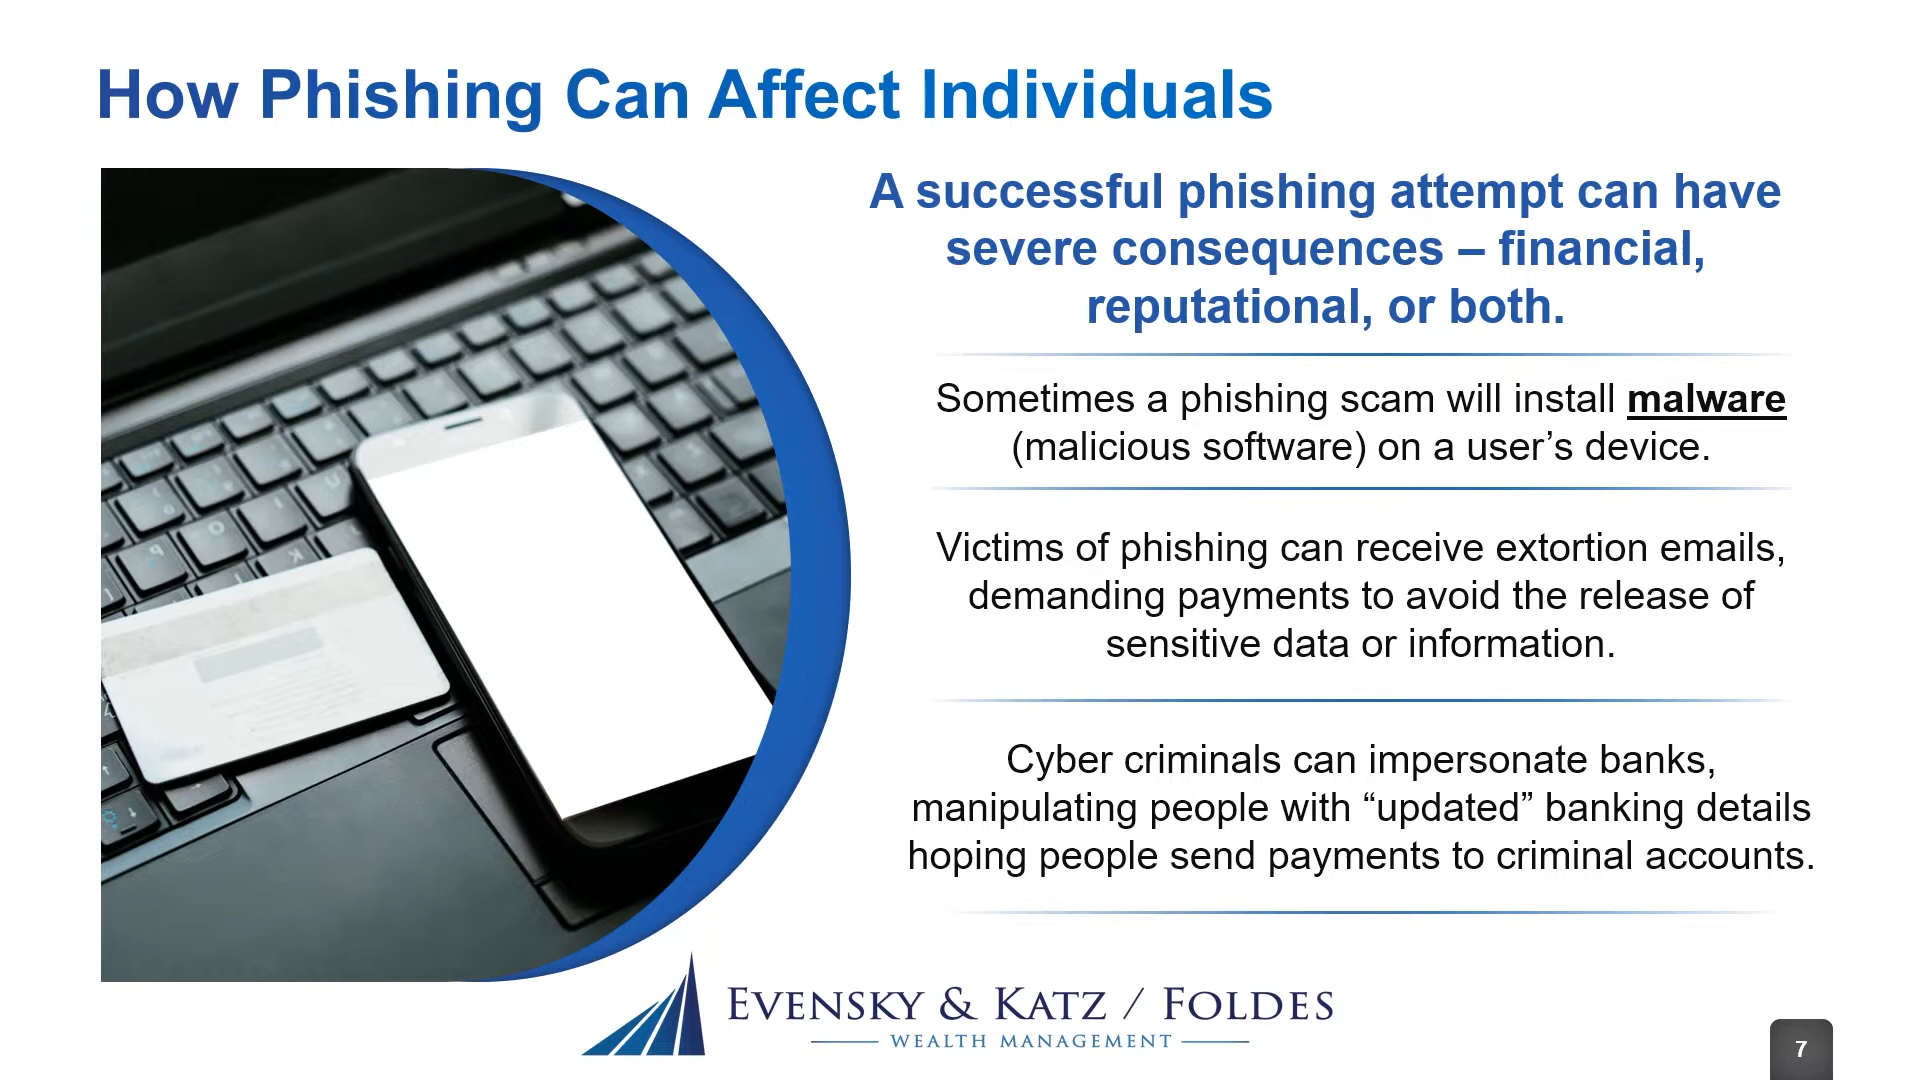 How Phishing Can Affect Individuals
A successful phishing attempt can have
severe consequences – financial,
reputational, or both.
Sometimes a phishing scam will install malware
(malicious software) on a user’s device.
Victims of phishing can receive extortion emails,
demanding payments to avoid the release of
sensitive data or information.
Cyber criminals can impersonate banks,
manipulating people with “updated” banking details
hoping people send payments to criminal accounts.
EVENSKY & KATZ / FOLDES
WEALTH MANAGEMENT
7